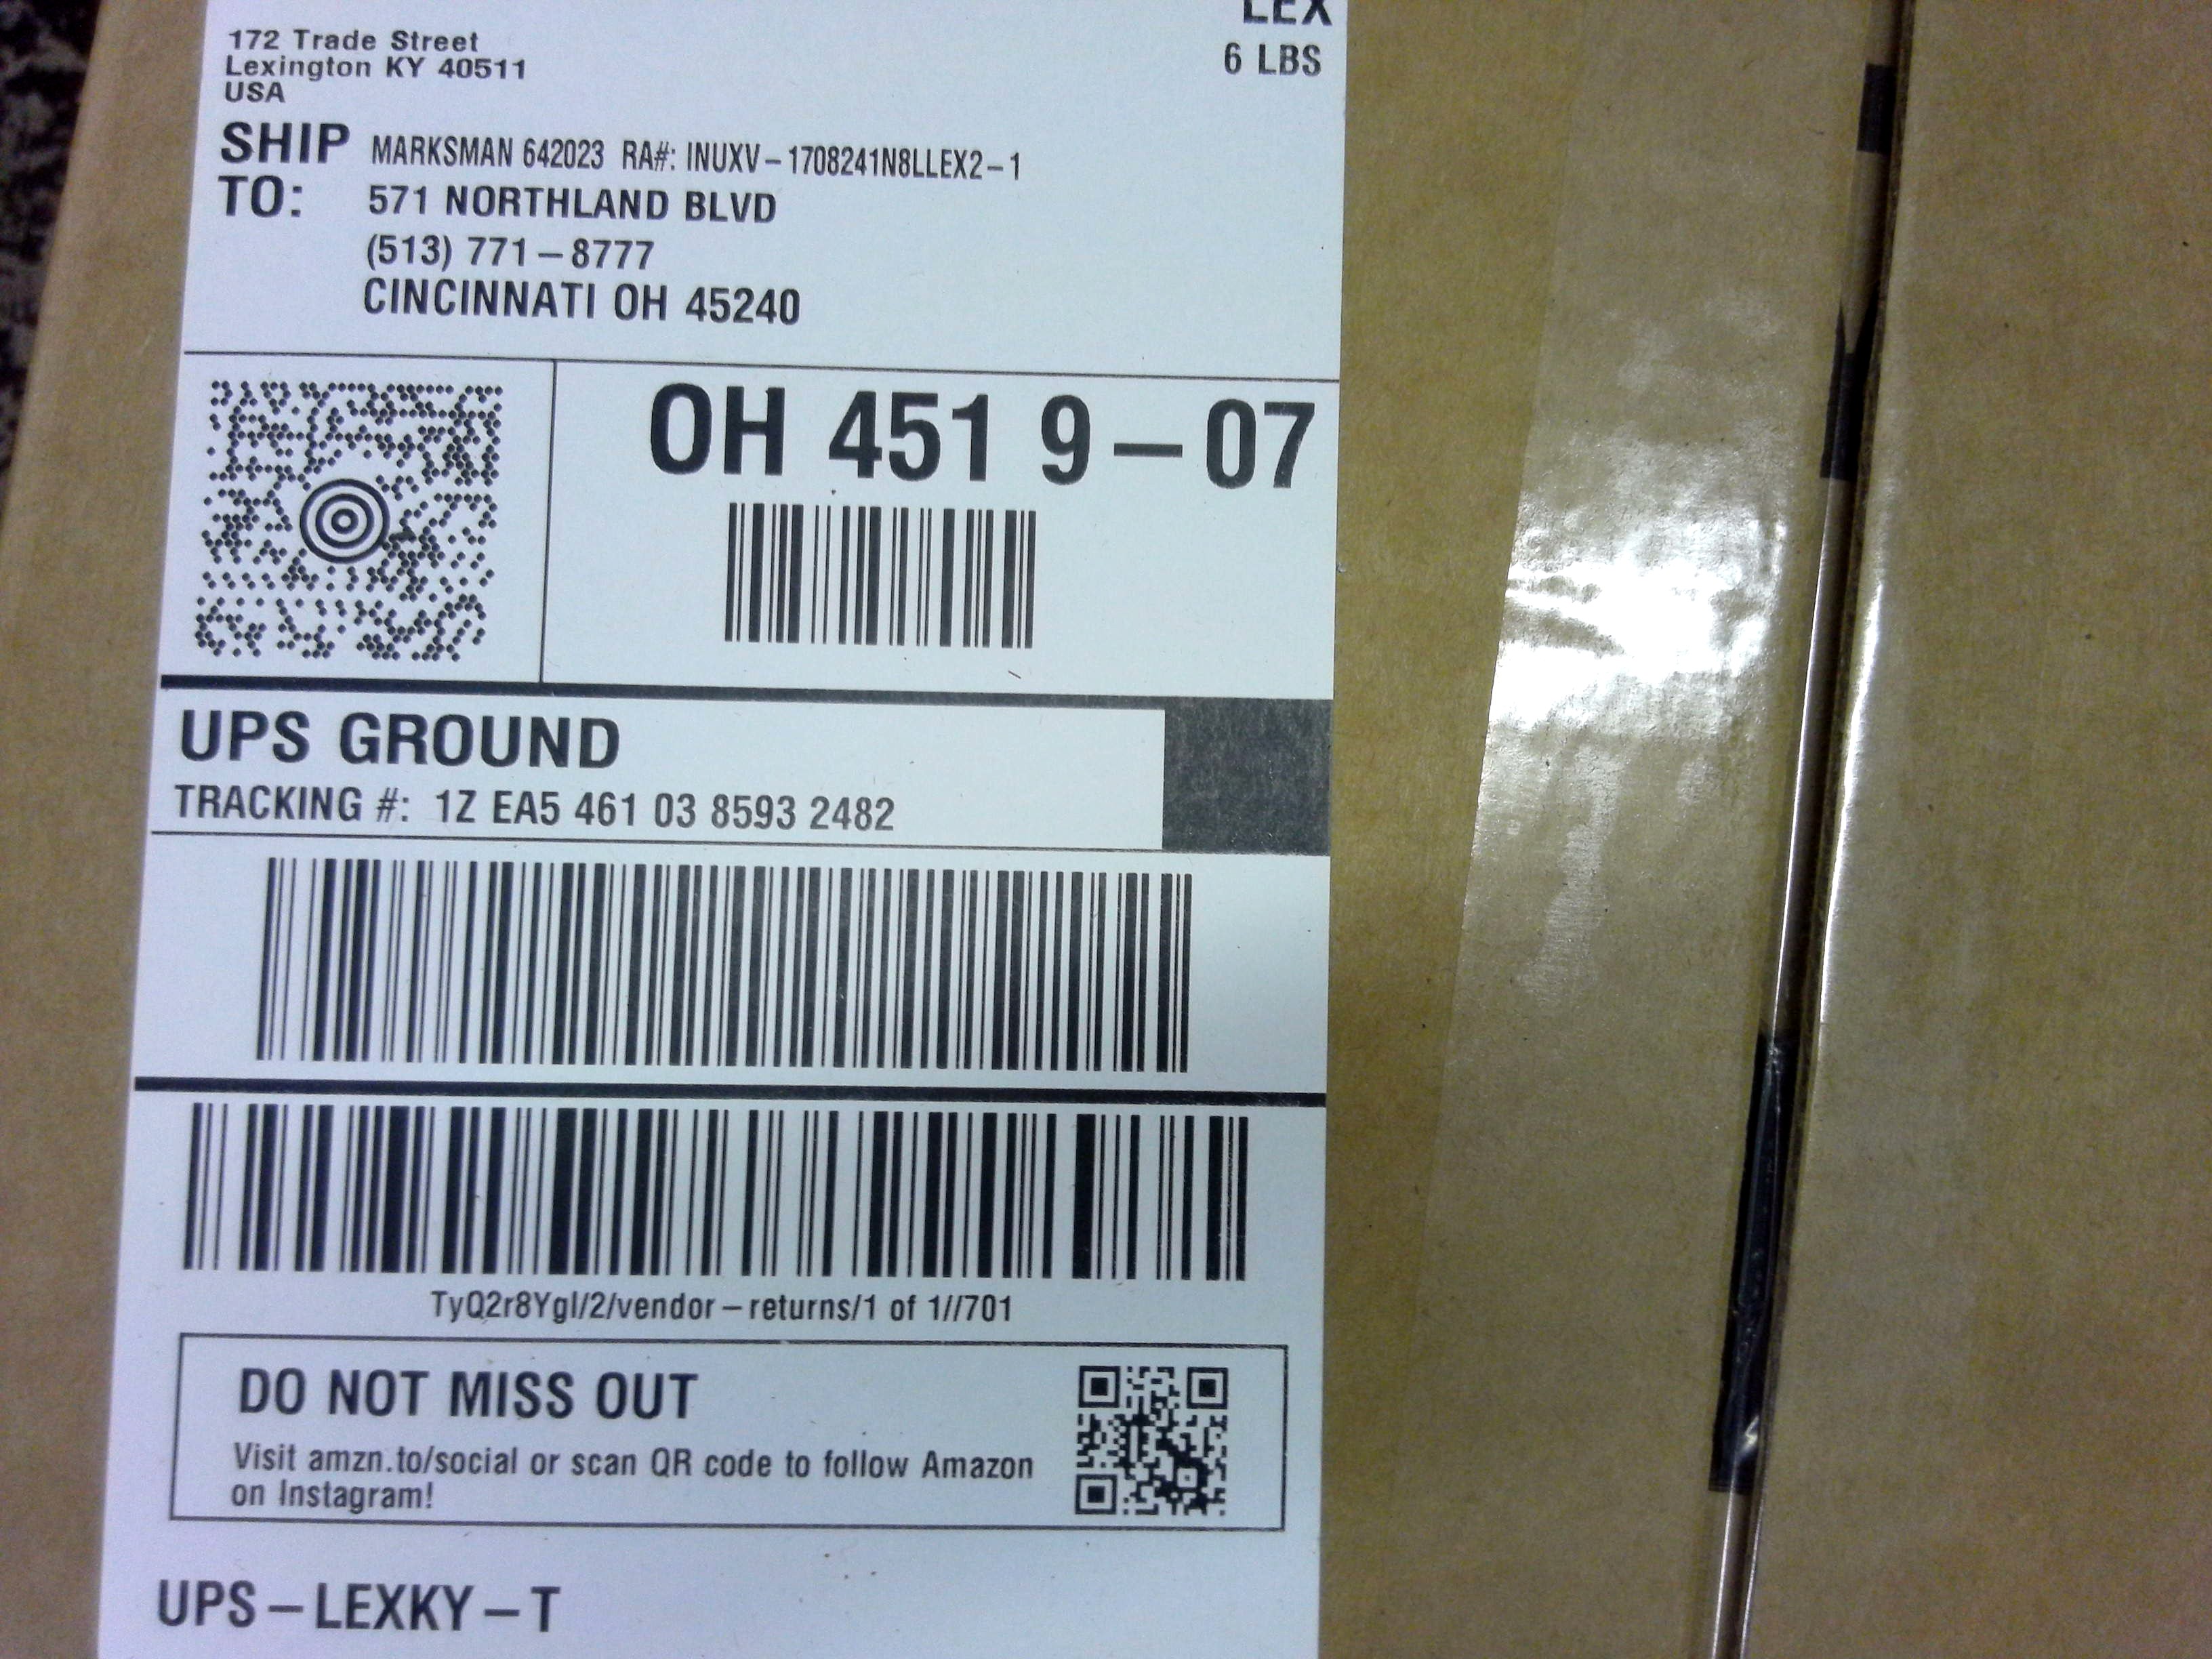 LEX
172 Trade Street
6 LBS
Lexington KY 40511
USA
SHIP TO: MARKSMAN 642023 RA#: INUXV-1708241N8LLEX2-1
571 NORTHLAND BLVD
(513) 771-8777
CINCINNATI OH 45240
OH 451 9-07
UPS GROUND
TRACKING #: 1Z EA5 461 03 8593 2482
TyQ2r8Ygl/2/vendor-returns/1 of 1//701
DO NOT MISS OUT
Visit amzn.to/social or scan QR code to follow Amazon
on Instagram!
UPS-LEXKY-T